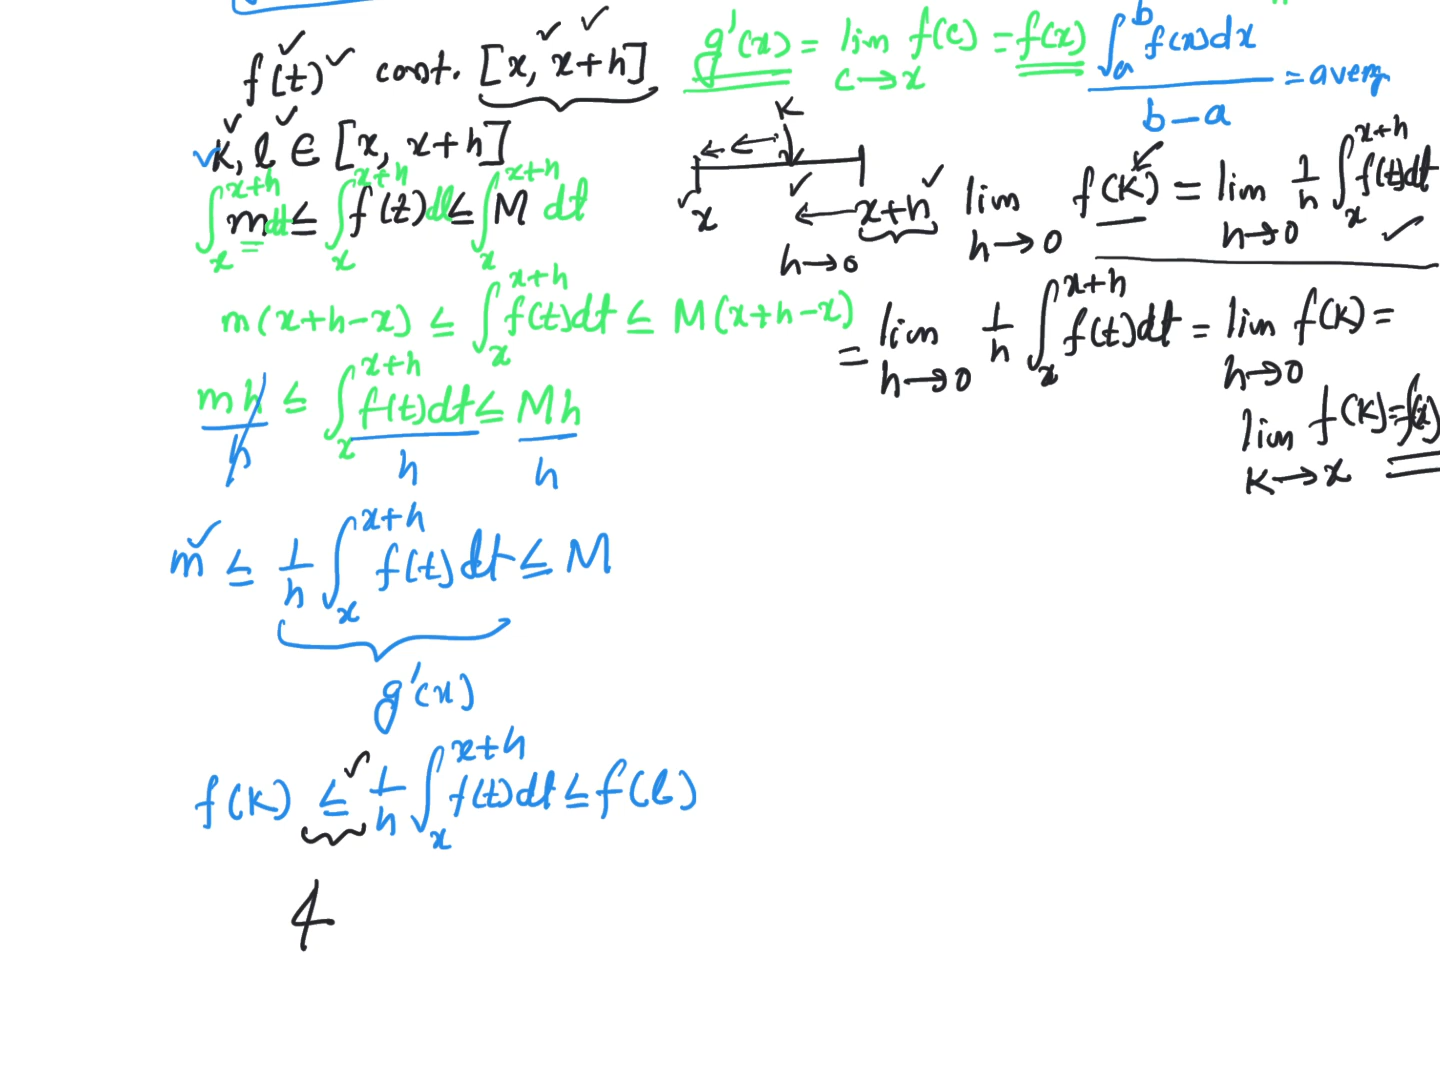 f(t) cont. [x, x+h]
k, l ∈ [x, x+h]
∫_x^{x+h} m dt ≤ ∫_x^{x+h} f(t) dt ≤ ∫_x^{x+h} M dt
m(x+h-x) ≤ ∫_x^{x+h} f(t)dt ≤ M(x+h-x)
mh/h ≤ ∫_x^{x+h} f(t)dt/h ≤ Mh/h
m ≤ 1/h ∫_x^{x+h} f(t)dt ≤ M
g'(x)
f(k) ≤ 1/h ∫_x^{x+h} f(t)dt ≤ f(l)
4
g'(x) = lim_{c→x} f(c) = f(x)
∫_a^b f(x)dx / b-a = averg
k
x x+h
h→0
lim_{h→0} f(k) = lim_{h→0} 1/h ∫_x^{x+h} f(t)dt
= lim_{h→0} 1/h ∫_x^{x+h} f(t)dt = lim_{h→0} f(k) =
lim_{k→x} f(k) = f(x)